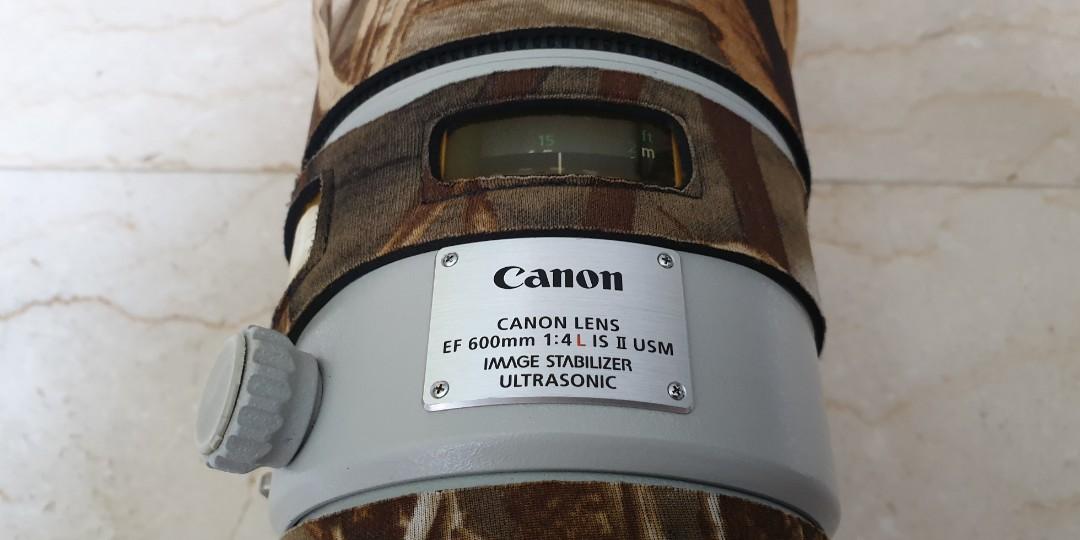 15
ft
m
Canon
CANON LENS
EF 600mm 1:4 L IS II USM
IMAGE STABILIZER
ULTRASONIC